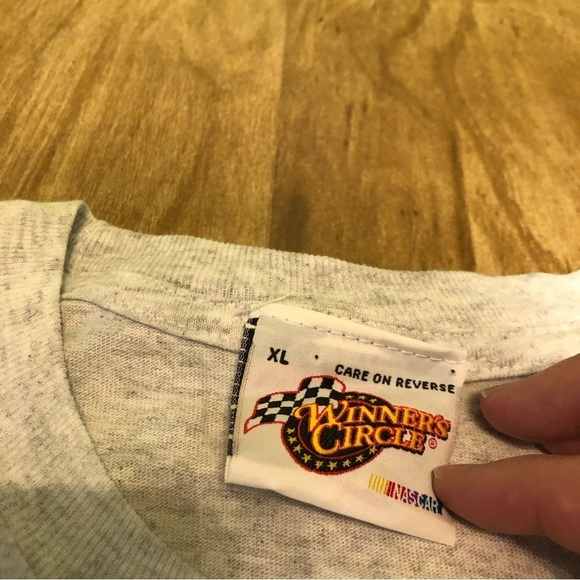 XL
CARE ON REVERSE
WINNER'S
CIRCLE ®
NASCAR